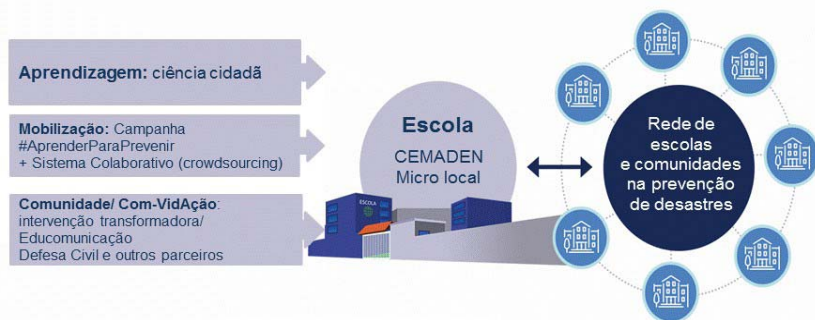 Aprendizagem: ciência cidadã
Mobilização: Campanha
#AprenderParaPrevenir
+ Sistema Colaborativo (crowdsourcing)
Comunidade/ Com-VidAção:
intervenção transformadora/
Educomunicação
Defesa Civil e outros parceiros
Escola
CEMADEN
Micro local
ESCOLA
Rede de
escolas
e comunidades
na prevenção
de desastres